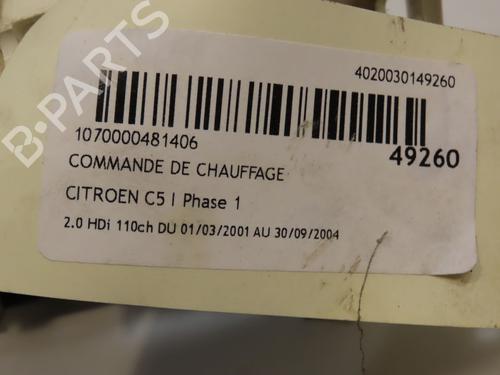 4020030149260
1070000481406
49260
COMMANDE DE CHAUFFAGE
CITROEN C5 I Phase 1
2.0 HDi 110ch DU 01/03/2001 AU 30/09/2004
B-PARTS